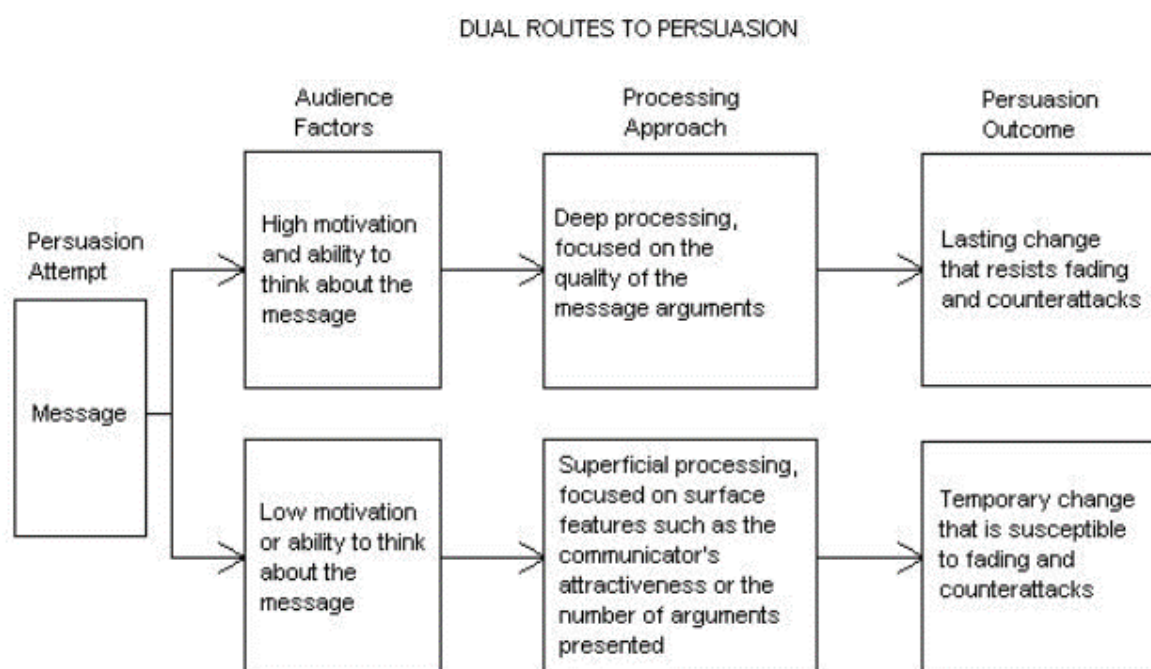 DUAL ROUTES TO PERSUASION
Audience
Factors
Processing
Approach
Persuasion
Outcome
Persuasion
Attempt
Message
High motivation
and ability to
think about the
message
Deep processing,
focused on the
quality of the
message arguments
Lasting change
that resists fading
and counterattacks
Low motivation
or ability to think
about the
message
Superficial processing,
focused on surface
features such as the
communicator's
attractiveness or the
number of arguments
presented
Temporary change
that is susceptible
to fading and
counterattacks